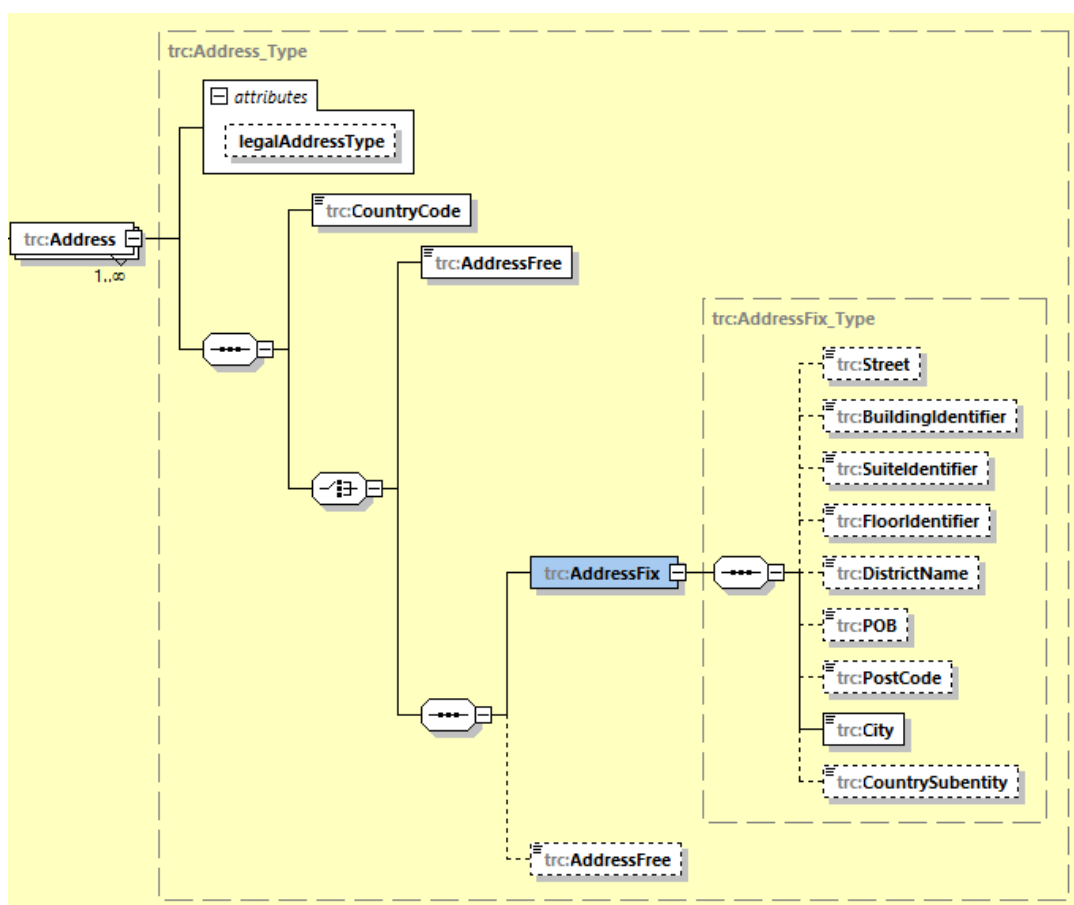 trc:Address_Type
attributes
legalAddressType
trc:CountryCode
trc:Address
1..∞
trc:AddressFree
trc:AddressFix_Type
trc:Street
trc:BuildingIdentifier
trc:SuiteIdentifier
trc:FloorIdentifier
trc:AddressFix
trc:DistrictName
trc:POB
trc:PostCode
trc:City
trc:CountrySubentity
trc:AddressFree